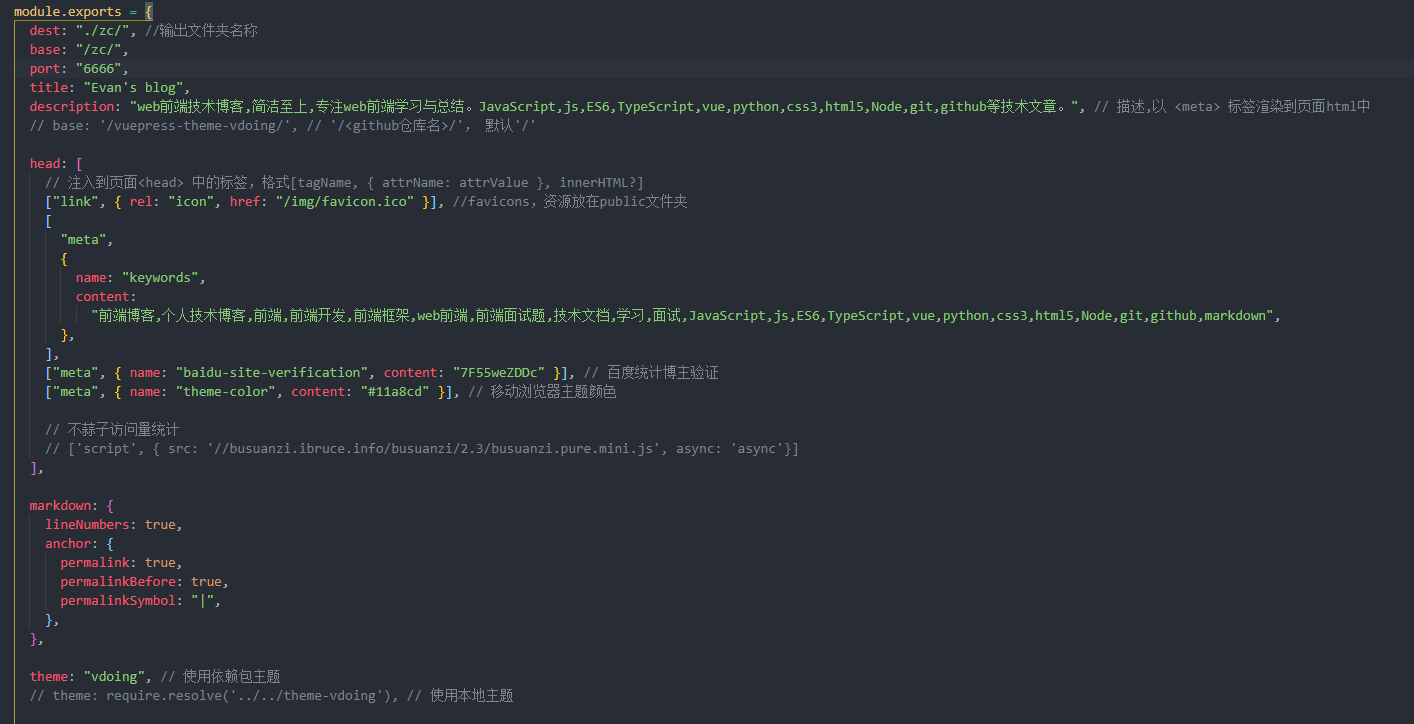 module.exports = {
dest: "./zc/", //输出文件夹名称
base: "/zc/",
port: "6666",
title: "Evan's blog",
description: "web前端技术博客,简洁至上,专注web前端学习与总结。JavaScript,js,ES6,TypeScript,vue,python,css3,html5,Node,git,github等技术文章。", // 描述,以 <meta> 标签渲染到页面html中
// base: '/vuepress-theme-vdoing/', // '/<github仓库名>/', 默认'/'
head: [
// 注入到页面<head> 中的标签，格式[tagName, { attrName: attrValue }, innerHTML?]
["link", { rel: "icon", href: "/img/favicon.ico" }], //favicons，资源放在public文件夹
[
"meta",
{
name: "keywords",
content:
"前端博客,个人技术博客,前端,前端开发,前端框架,web前端,前端面试题,技术文档,学习,面试,JavaScript,js,ES6,TypeScript,vue,python,css3,html5,Node,git,github,markdown",
},
],
["meta", { name: "baidu-site-verification", content: "7F55weZDDc" }], // 百度统计博主验证
["meta", { name: "theme-color", content: "#11a8cd" }], // 移动浏览器主题颜色
// 不蒜子访问量统计
// ['script', { src: '//busuanzi.ibruce.info/busuanzi/2.3/busuanzi.pure.mini.js', async: 'async'}]
],
markdown: {
lineNumbers: true,
anchor: {
permalink: true,
permalinkBefore: true,
permalinkSymbol: "|",
},
},
theme: "vdoing", // 使用依赖包主题
// theme: require.resolve('../../theme-vdoing'), // 使用本地主题